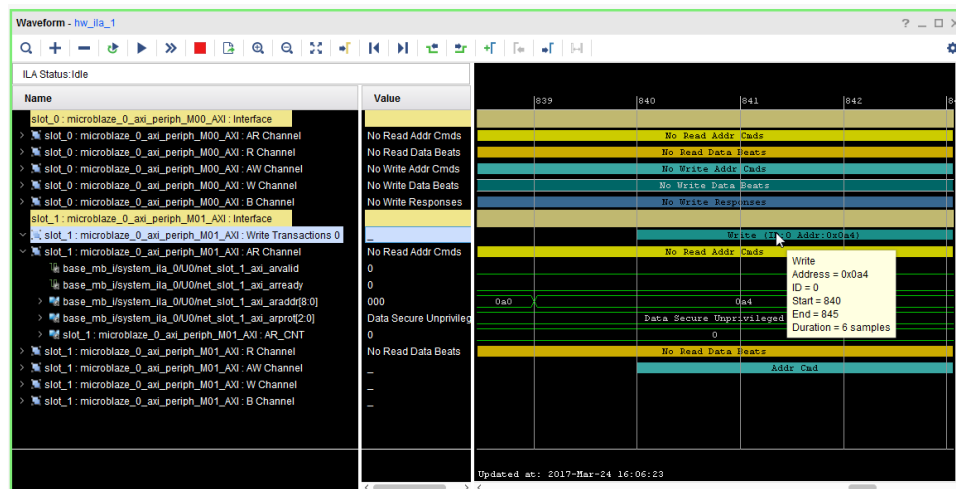 Waveform - hw_ila_1
ILA Status:Idle
Name Value
839 840 841 842
slot_0 : microblaze_0_axi_periph_M00_AXI : Interface
slot_0 : microblaze_0_axi_periph_M00_AXI : AR Channel No Read Addr Cmds No Read Addr Cmds
slot_0 : microblaze_0_axi_periph_M00_AXI : R Channel No Read Data Beats No Read Data Beats
slot_0 : microblaze_0_axi_periph_M00_AXI : AW Channel No Write Addr Cmds No Write Addr Cmds
slot_0 : microblaze_0_axi_periph_M00_AXI : W Channel No Write Data Beats No Write Data Beats
slot_0 : microblaze_0_axi_periph_M00_AXI : B Channel No Write Responses No Write Responses
slot_1 : microblaze_0_axi_periph_M01_AXI : Interface
slot_1 : microblaze_0_axi_periph_M01_AXI : Write Transactions 0 _ Write (ID:0 Addr:0x0a4)
slot_1 : microblaze_0_axi_periph_M01_AXI : AR Channel No Read Addr Cmds No Read Addr Cmds
base_mb_i/system_ila_0/U0/net_slot_1_axi_arvalid 0
base_mb_i/system_ila_0/U0/net_slot_1_axi_arready 0
base_mb_i/system_ila_0/U0/net_slot_1_axi_araddr[8:0] 000 0a0 0a4
base_mb_i/system_ila_0/U0/net_slot_1_axi_arprot[2:0] Data Secure Unprivileg Data Secure Unprivileged
slot_1 : microblaze_0_axi_periph_M01_AXI : AR_CNT 0 0
slot_1 : microblaze_0_axi_periph_M01_AXI : R Channel No Read Data Beats No Read Data Beats
slot_1 : microblaze_0_axi_periph_M01_AXI : AW Channel _ Addr Cmd
slot_1 : microblaze_0_axi_periph_M01_AXI : W Channel _
slot_1 : microblaze_0_axi_periph_M01_AXI : B Channel _
Write
Address = 0x0a4
ID = 0
Start = 840
End = 845
Duration = 6 samples
Updated at: 2017-Mar-24 16:06:23